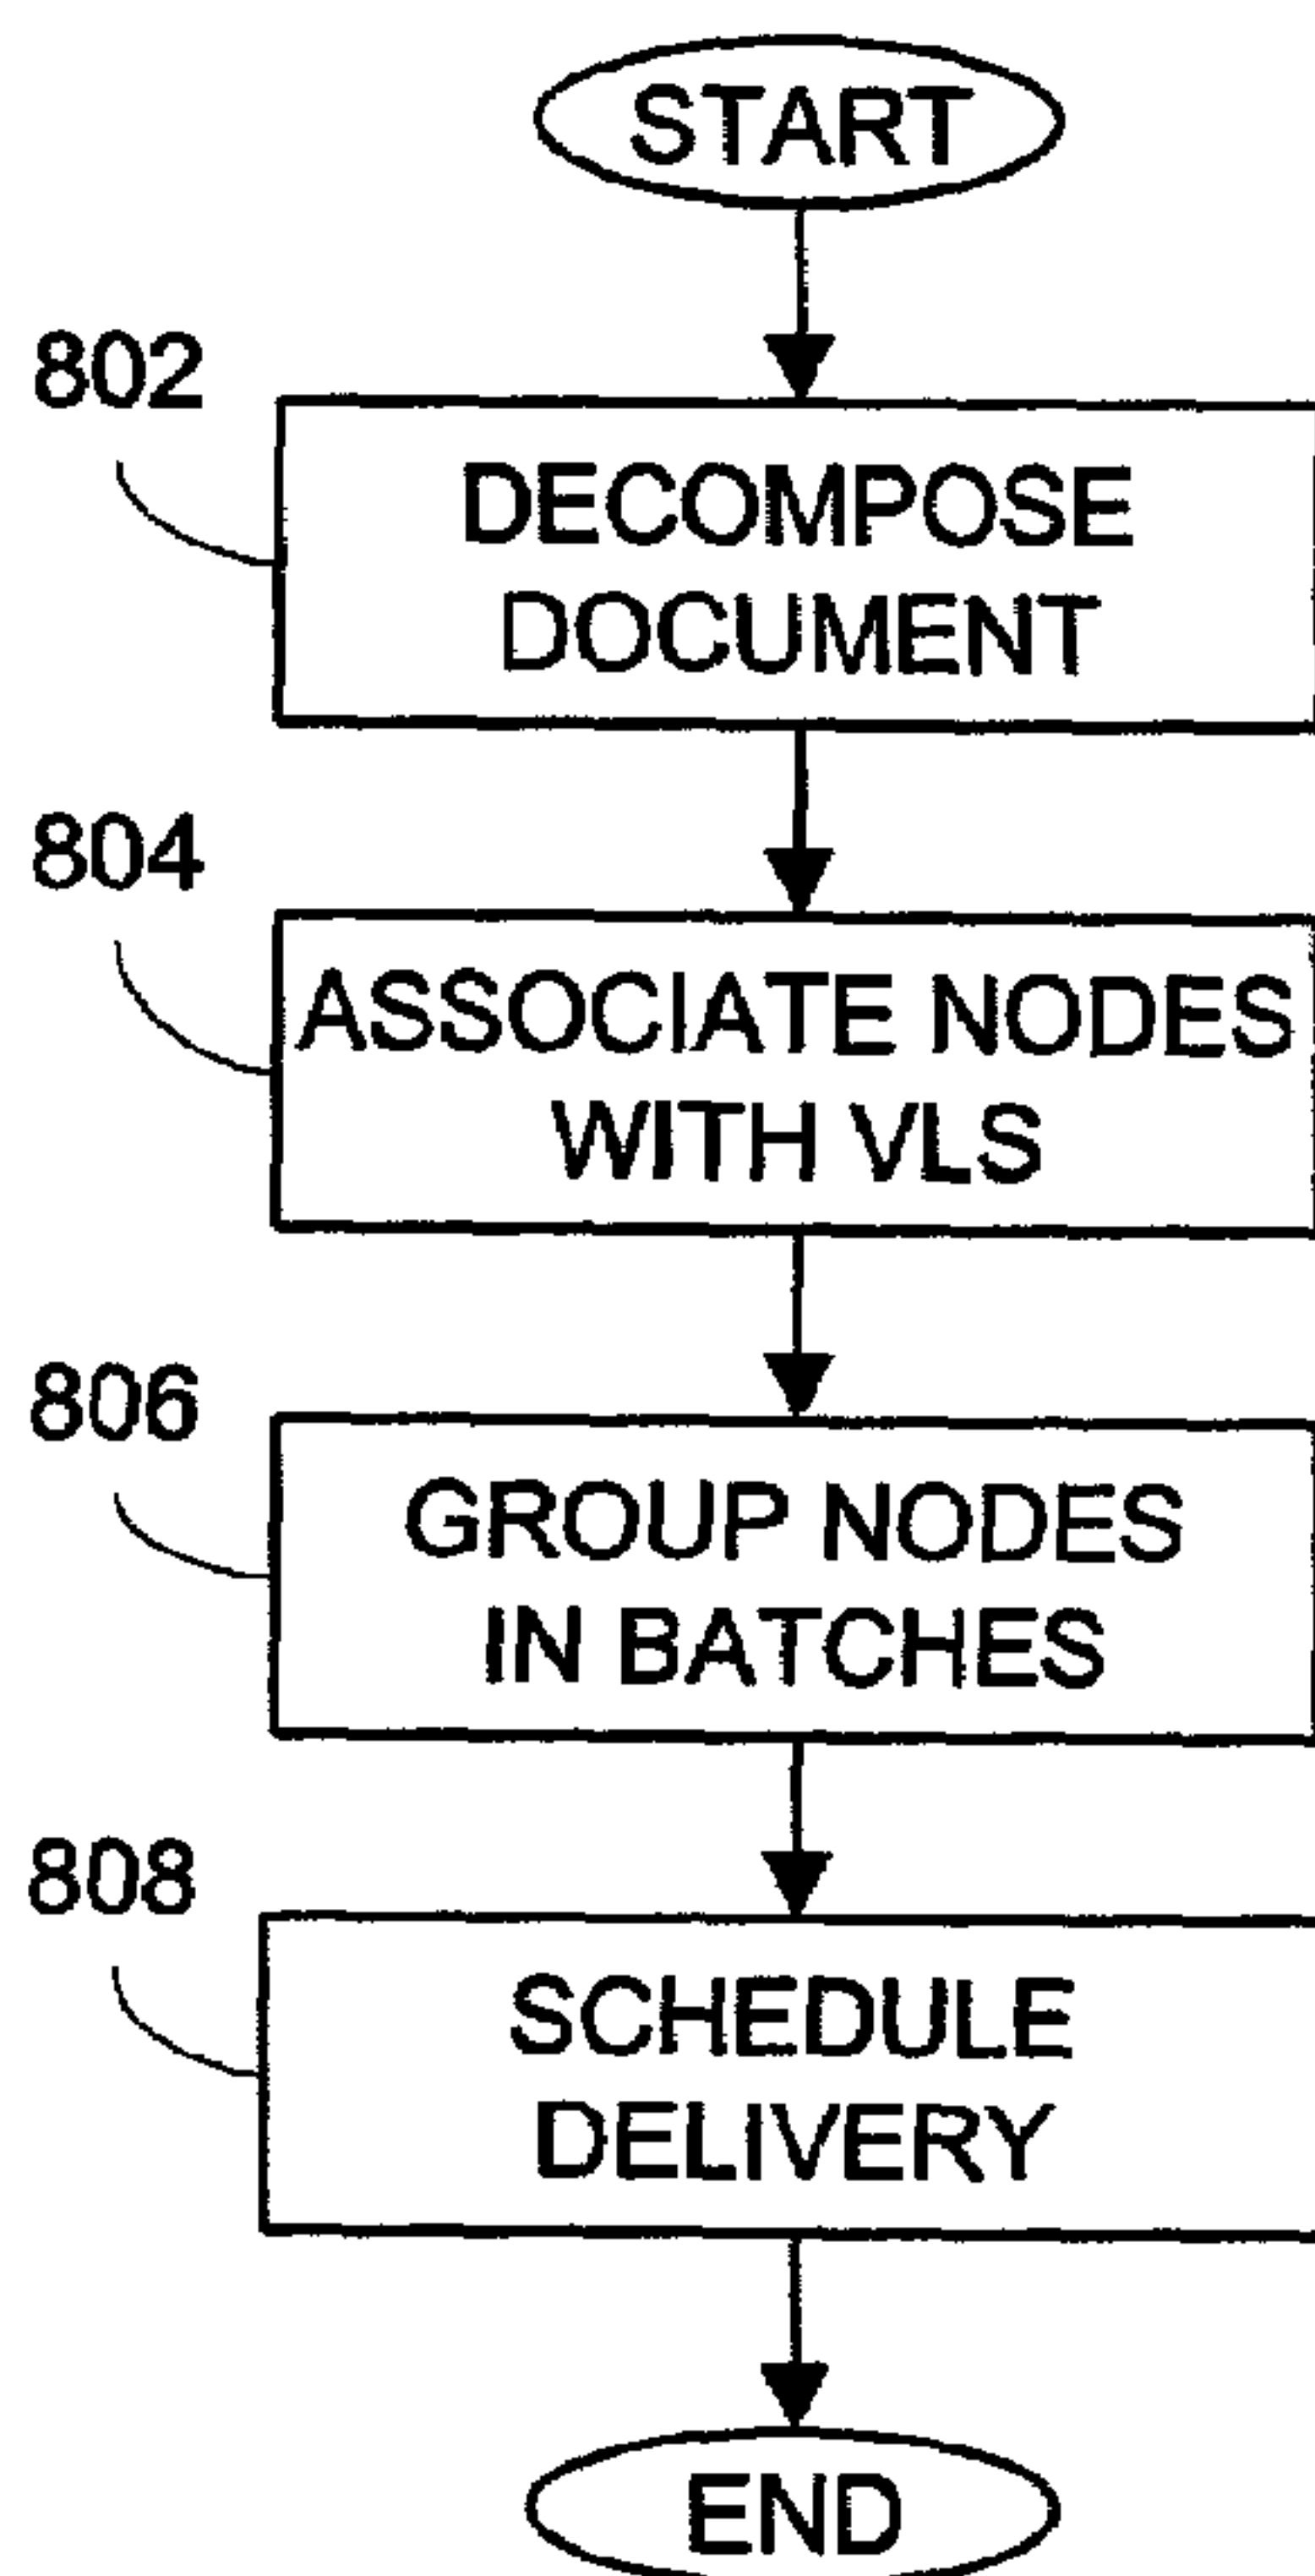 START
802
DECOMPOSE
DOCUMENT
804
ASSOCIATE NODES
WITH VLS
806
GROUP NODES
IN BATCHES
808
SCHEDULE
DELIVERY
END